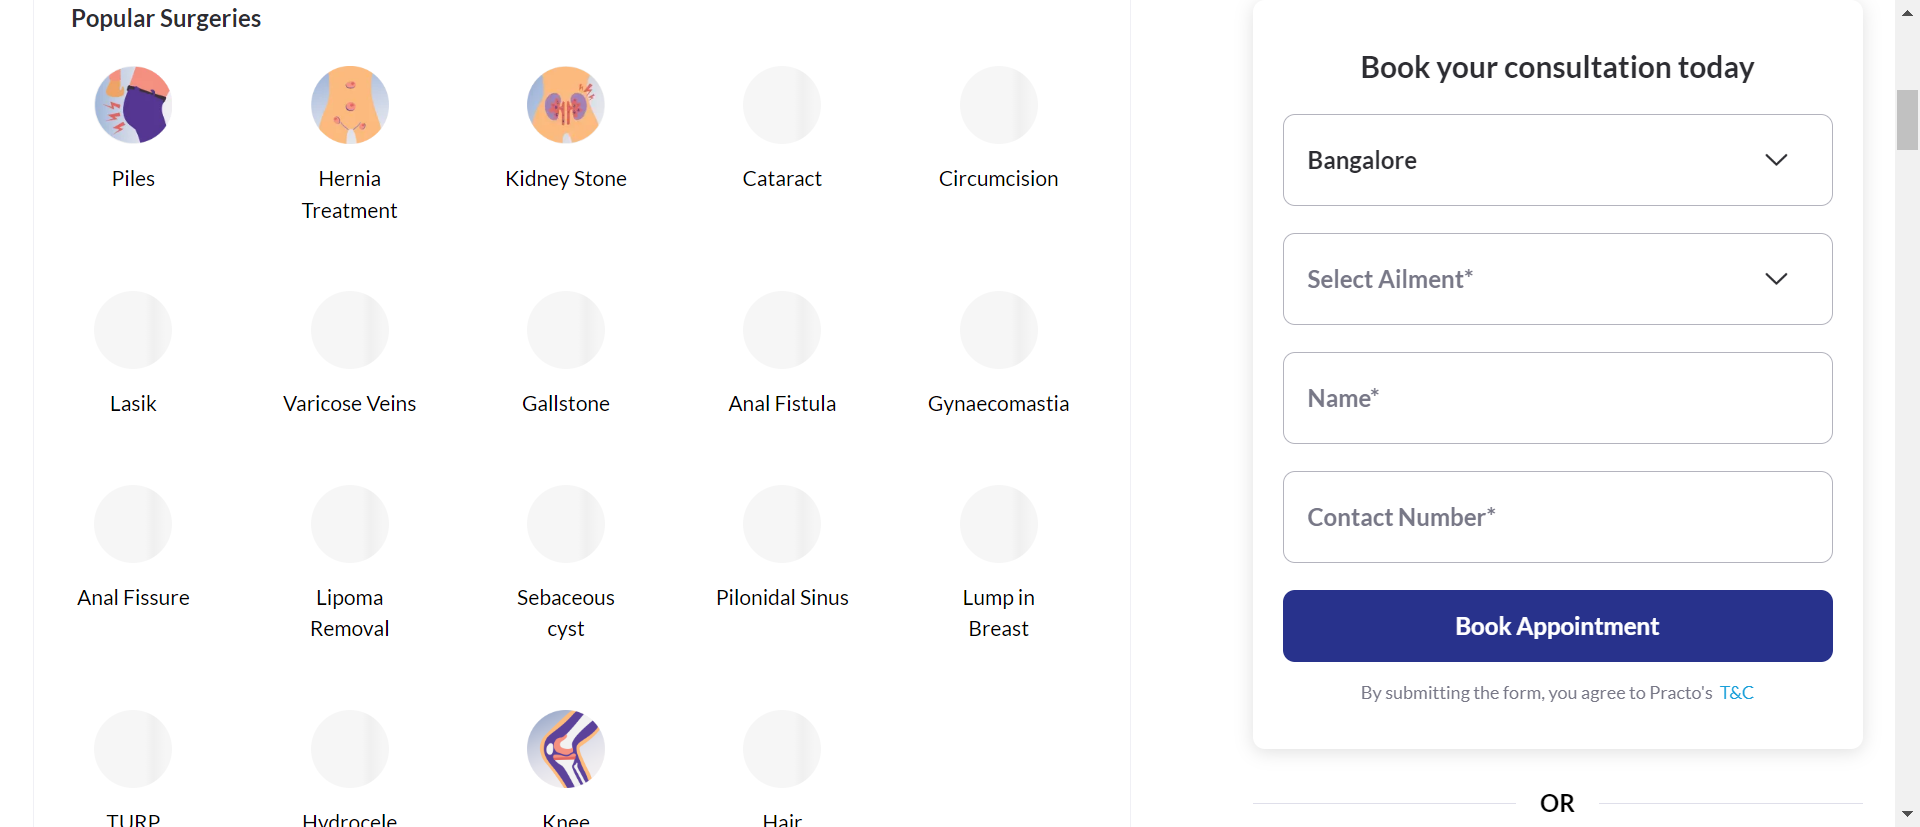 Popular Surgeries
Piles
Hernia
Treatment
Kidney Stone
Cataract
Circumcision
Lasik
Varicose Veins
Gallstone
Anal Fistula
Gynaecomastia
Anal Fissure
Lipoma
Removal
Sebaceous
cyst
Pilonidal Sinus
Lump in
Breast
TURP
Hydrocele
Knee
Hair
Book your consultation today
Bangalore
Select Ailment*
Name*
Contact Number*
Book Appointment
By submitting the form, you agree to Practo's T&C
OR